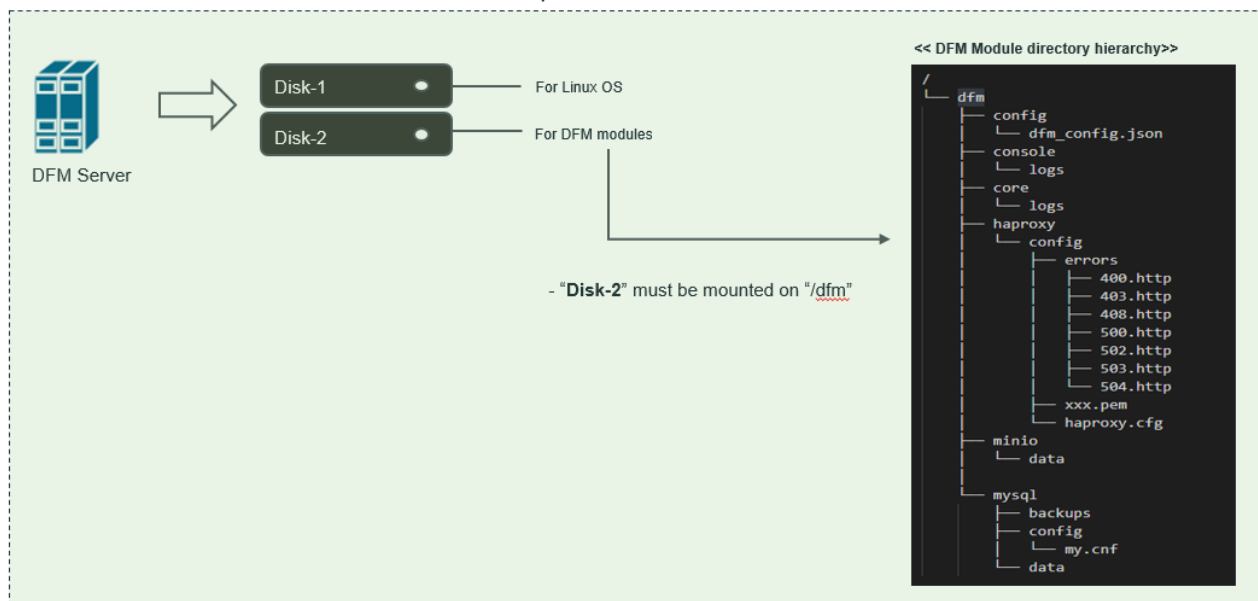 DFM Server
Disk-1
For Linux OS
Disk-2
For DFM modules
- “Disk-2” must be mounted on “/dfm”
<< DFM Module directory hierarchy>>
/
└── dfm
    ├── config
    │   └── dfm_config.json
    ├── console
    │   └── logs
    ├── core
    │   └── logs
    ├── haproxy
    │   └── config
    │       ├── errors
    │       │   ├── 400.http
    │       │   ├── 403.http
    │       │   ├── 408.http
    │       │   ├── 500.http
    │       │   ├── 502.http
    │       │   ├── 503.http
    │       │   └── 504.http
    │       ├── xxx.pem
    │       └── haproxy.cfg
    ├── minio
    │   └── data
    │
    └── mysql
        ├── backups
        ├── config
        │   └── my.cnf
        └── data